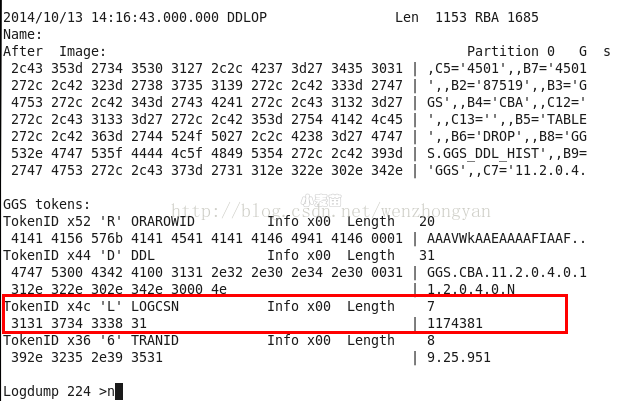 2014/10/13 14:16:43.000.000 DDLOP                Len  1153 RBA 1685
Name:
After  Image:                                             Partition 0   G  s
 2c43 353d 2734 3530 3127 2c2c 4237 3d27 3435 3031 | ,C5='4501',,B7='4501
 272c 2c42 323d 2738 3735 3139 272c 2c42 333d 2747 | ',,B2='87519',,B3='G
 4753 272c 2c42 343d 2743 4241 272c 2c43 3132 3d27 | GS',,B4='CBA',,C12='
 272c 2c43 3133 3d27 272c 2c42 353d 2754 4142 4c45 | ',,C13='',,B5='TABLE
 272c 2c42 363d 2744 524f 5027 2c2c 4238 3d27 4747 | ',,B6='DROP',,B8='GG
 532e 4747 535f 4444 4c5f 4849 5354 272c 2c42 393d | S.GGS_DDL_HIST',,B9=
 2747 4753 272c 2c43 373d 2731 312e 322e 302e 342e | 'GGS',,C7='11.2.0.4.
GGS tokens:
TokenID x52 'R' ORAROWID         Info x00  Length   20
 4141 4156 576b 4141 4541 4141 4146 4941 4146 0001 | AAAVWkAAEAAAAFIAAF..
TokenID x44 'D' DDL              Info x00  Length   31
 4747 5300 4342 4100 3131 2e32 2e30 2e34 2e30 0031 | GGS.CBA.11.2.0.4.0.1
 312e 322e 302e 342e 3000 4e                       | 1.2.0.4.0.N
TokenID x4c 'L' LOGCSN           Info x00  Length    7
 3131 3734 3338 31                                 | 1174381
TokenID x36 '6' TRANID           Info x00  Length    8
 392e 3235 2e39 3531                               | 9.25.951
Logdump 224 >n
http://blog.csdn.net/wenzhongyan